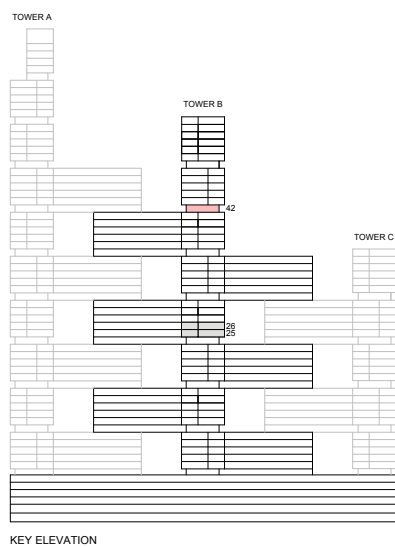 TOWER A
TOWER B
42
TOWER C
26
25
KEY ELEVATION